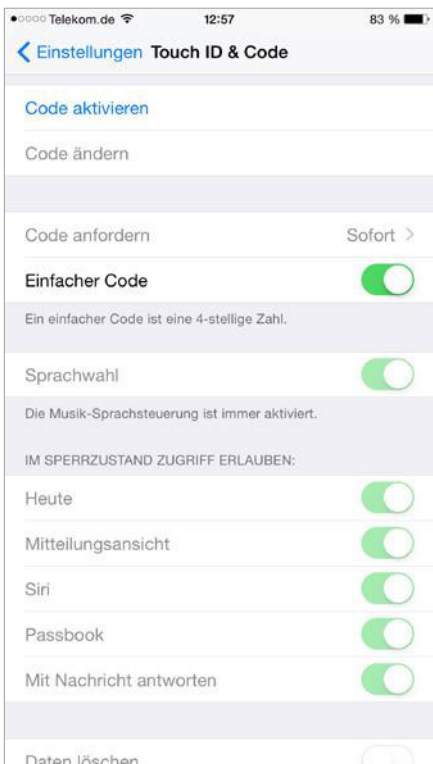 Telekom.de 12:57 83 %
Einstellungen Touch ID & Code
Code aktivieren
Code ändern
Code anfordern Sofort
Einfacher Code
Ein einfacher Code ist eine 4-stellige Zahl.
Sprachwahl
Die Musik-Sprachsteuerung ist immer aktiviert.
IM SPERRZUSTAND ZUGRIFF ERLAUBEN:
Heute
Mitteilungsansicht
Siri
Passbook
Mit Nachricht antworten
Daten löschen